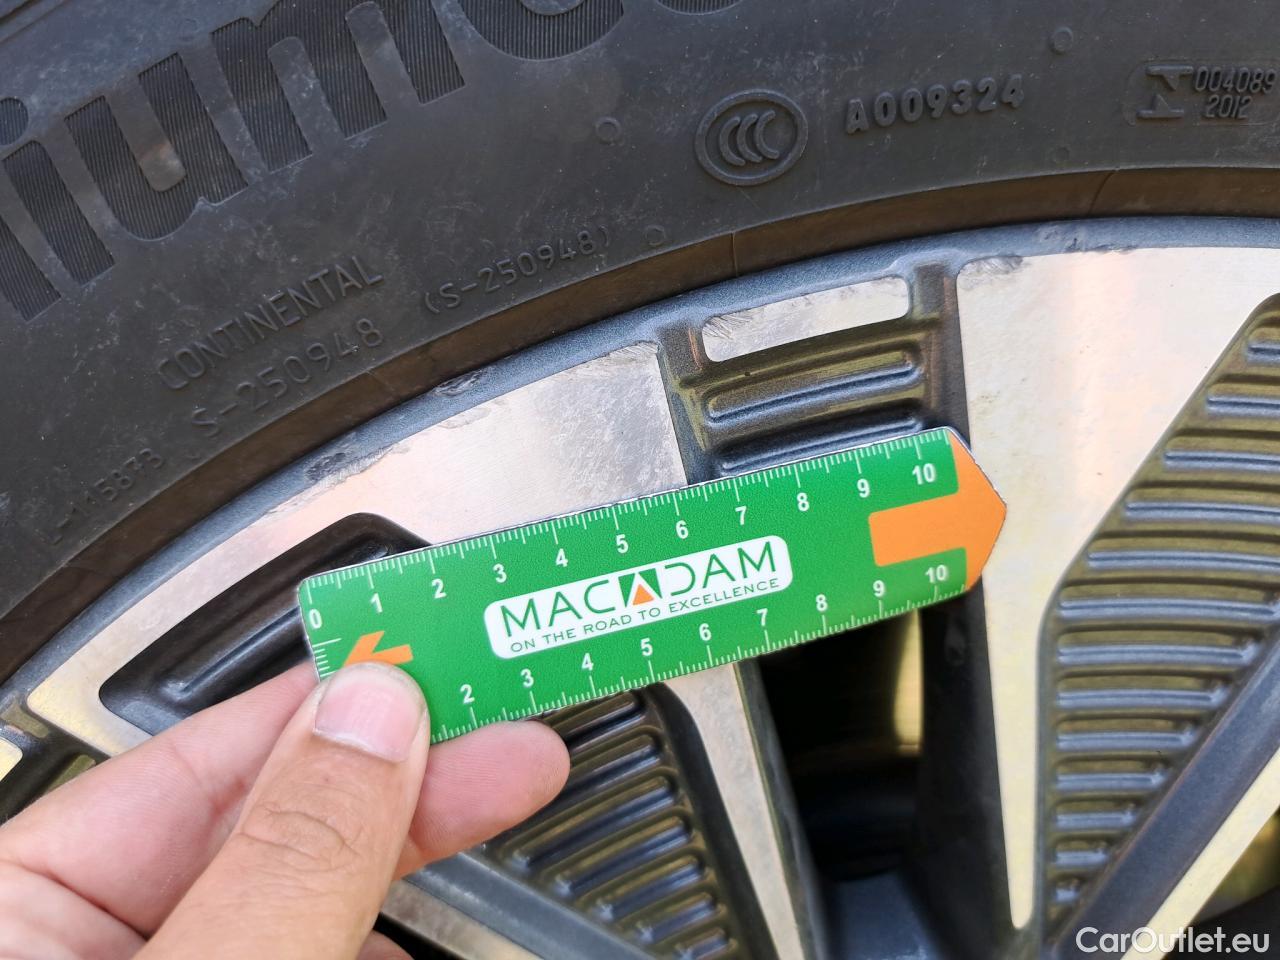 A009324
004089
2012
CONTINENTAL
S-250948
(S-250948)
0 1 2 3 4 5 6 7 8 9 10
MACADAM
ON THE ROAD TO EXCELLENCE
2 3 4 5 6 7 8 9 10
CarOutlet.eu